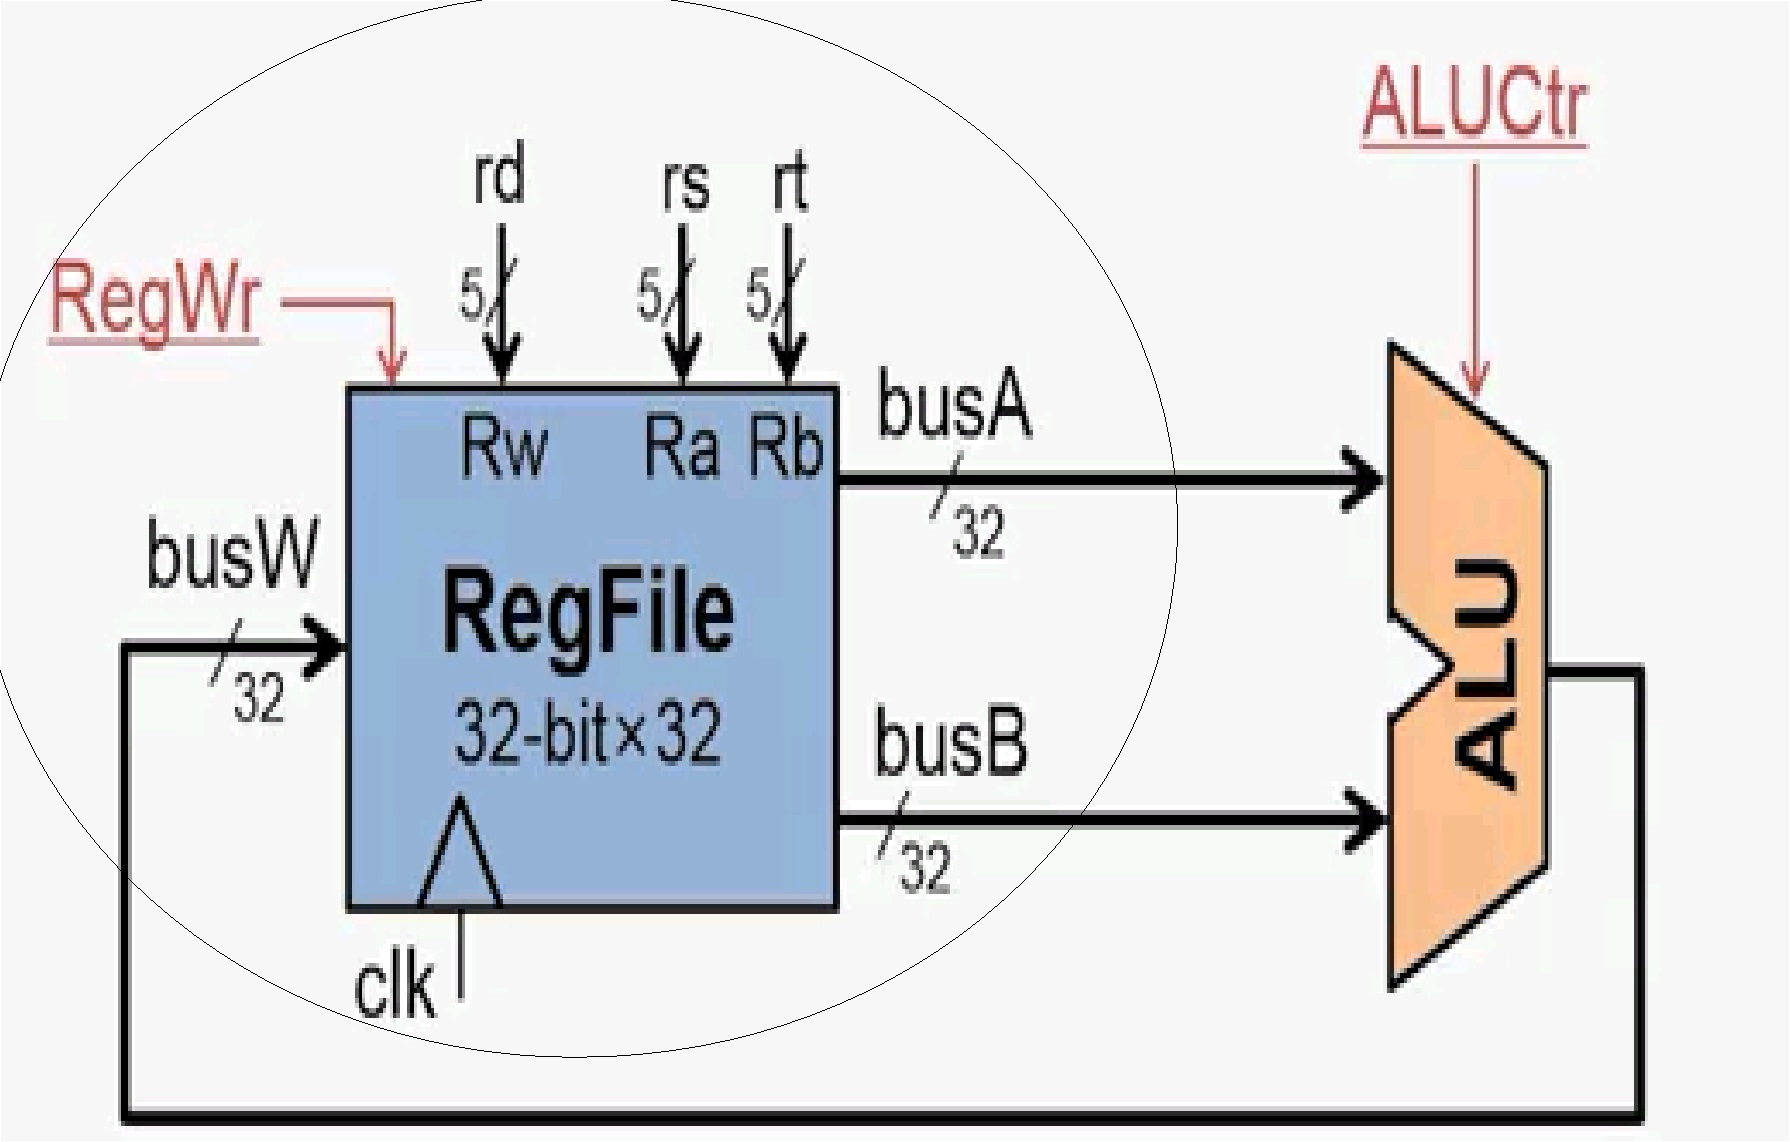 ALUCtr
rd
rs
rt
RegWr
5
5
5
busA
Rw
Ra
Rb
32
busW
RegFile
ALU
32
32-bit×32
busB
32
clk